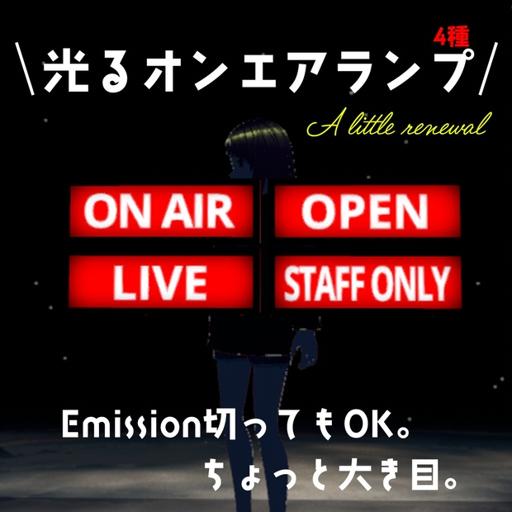 4種
\光るオンエアランプ/
A little renewal
ON AIR
OPEN
LIVE
STAFF ONLY
Emission切ってもOK。
ちょっと大き目。